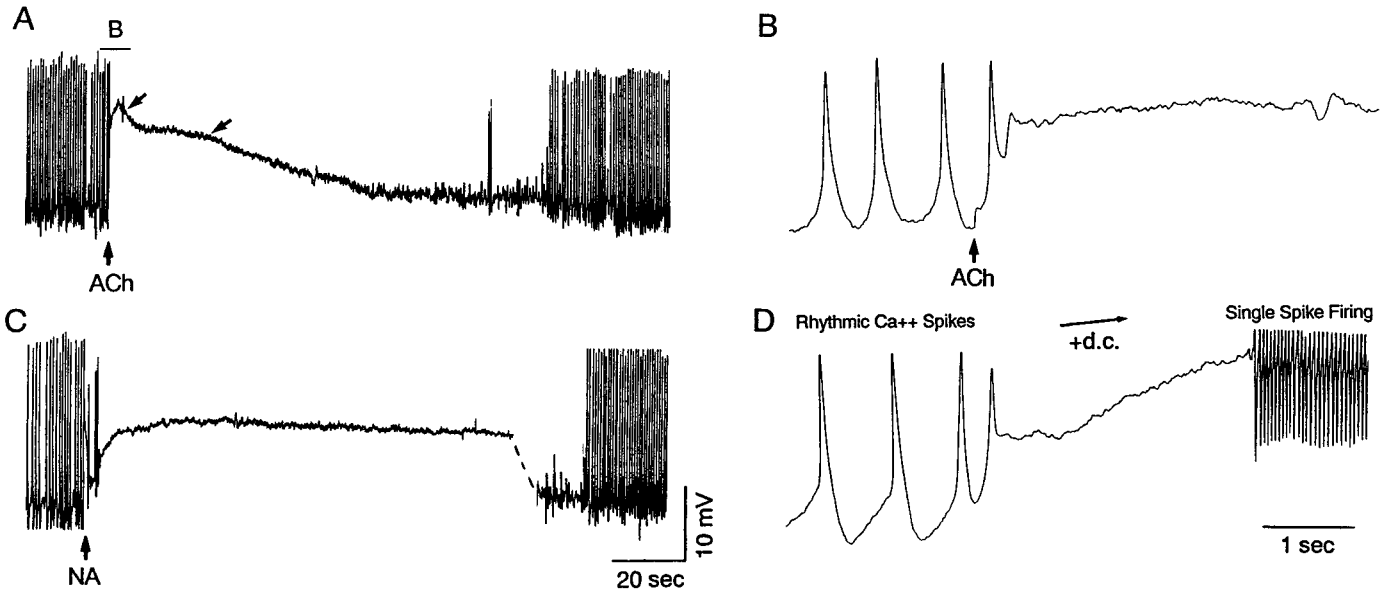 A
B
ACh
B
ACh
C
NA
10 mV
20 sec
D
Rhythmic Ca++ Spikes
+d.c.
Single Spike Firing
1 sec